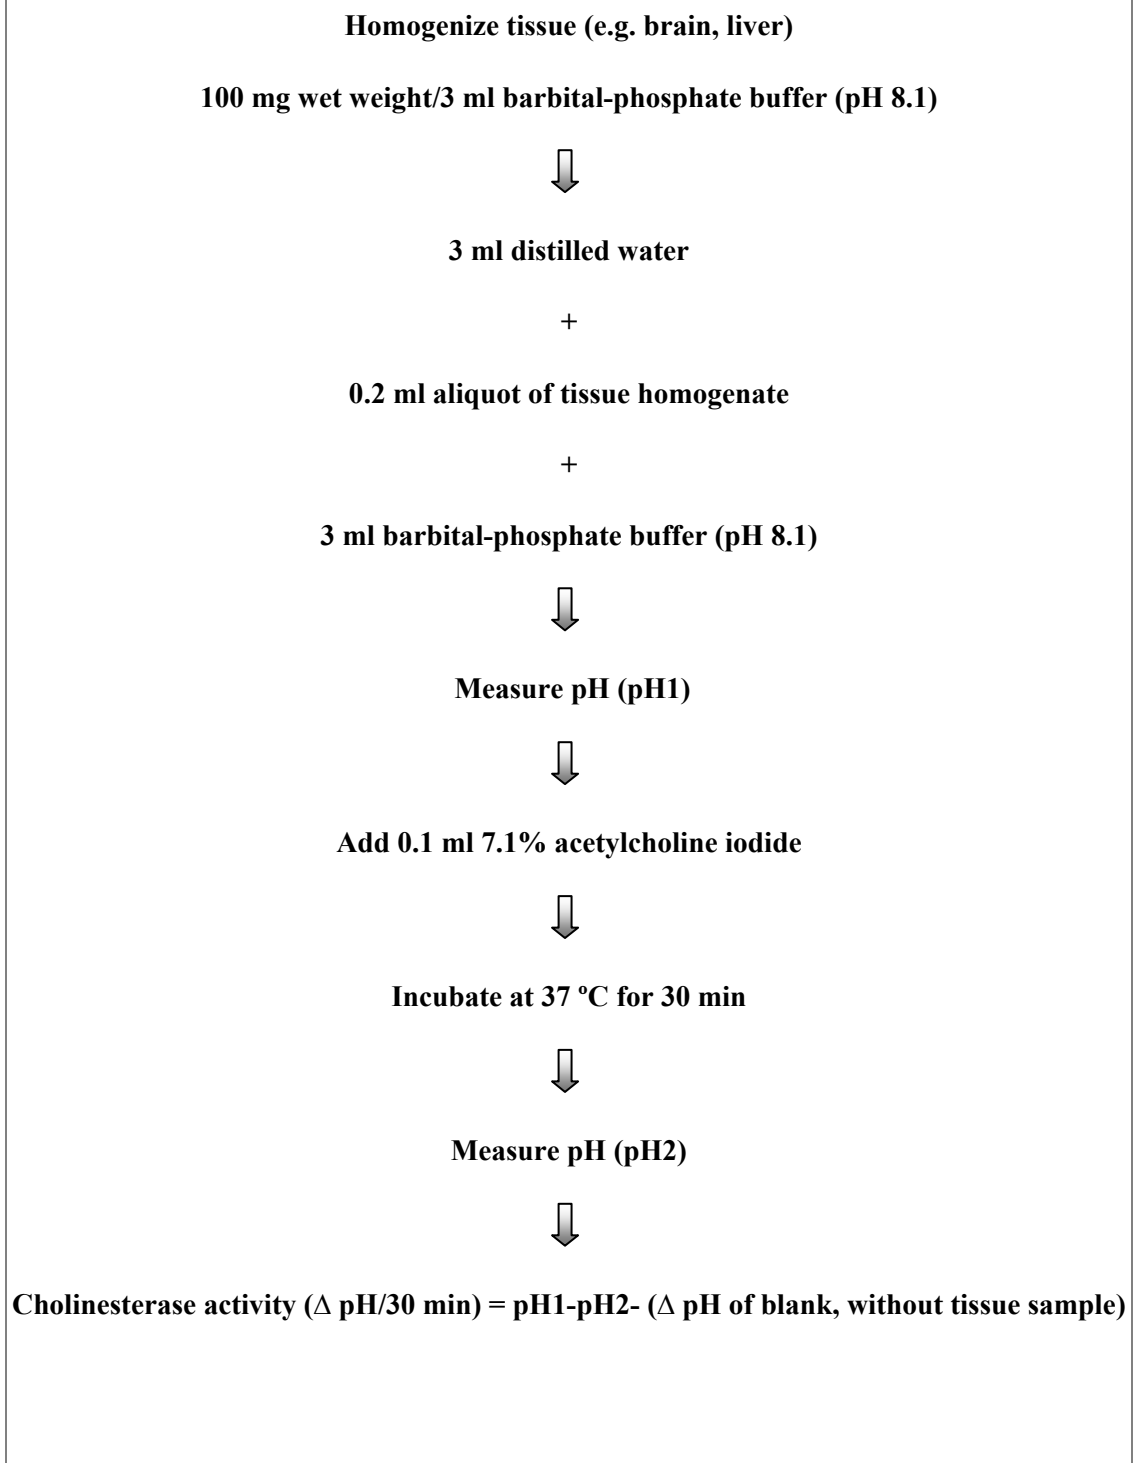 Homogenize tissue (e.g. brain, liver)
100 mg wet weight/3 ml barbital-phosphate buffer (pH 8.1)
3 ml distilled water
+
0.2 ml aliquot of tissue homogenate
+
3 ml barbital-phosphate buffer (pH 8.1)
Measure pH (pH1)
Add 0.1 ml 7.1% acetylcholine iodide
Incubate at 37 ºC for 30 min
Measure pH (pH2)
Cholinesterase activity (∆ pH/30 min) = pH1-pH2- (∆ pH of blank, without tissue sample)